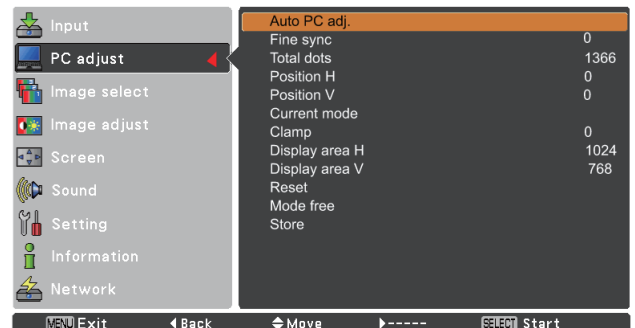 Input
PC adjust
Image select
Image adjust
Screen
Sound
Setting
Information
Network
Auto PC adj.
Fine sync 0
Total dots 1366
Position H 0
Position V 0
Current mode
Clamp 0
Display area H 1024
Display area V 768
Reset
Mode free
Store
MENU Exit Back Move ----- SELECT Start